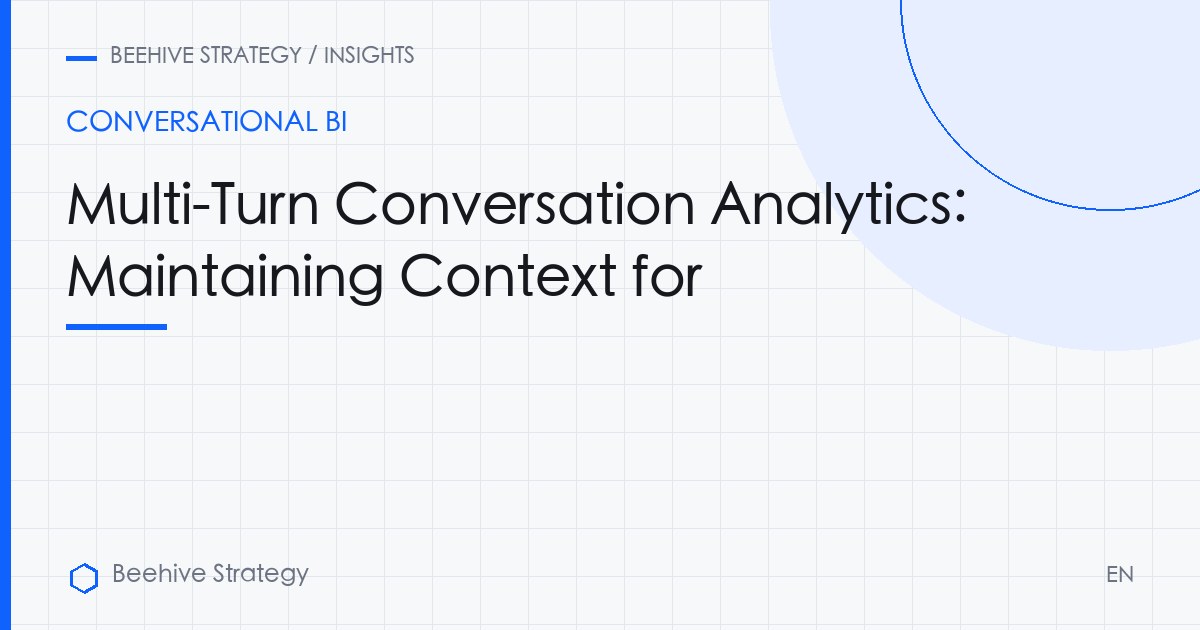 BEEHIVE STRATEGY / INSIGHTS
CONVERSATIONAL BI
Multi-Turn Conversation Analytics:
Maintaining Context for
Beehive Strategy
EN